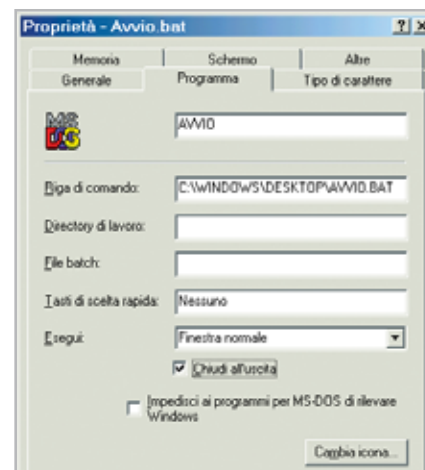 Proprietà - Avvio.bat
Memoria Schermo Altre
Generale Programma Tipo di carattere
MS DOS
AVVIO
Riga di comando: C:\WINDOWS\DESKTOP\AVVIO.BAT
Directory di lavoro:
File batch:
Tasti di scelta rapida: Nessuno
Esegui: Finestra normale
Chiudi all'uscita
Impedisci ai programmi per MS-DOS di rilevare
Windows
Cambia icona...